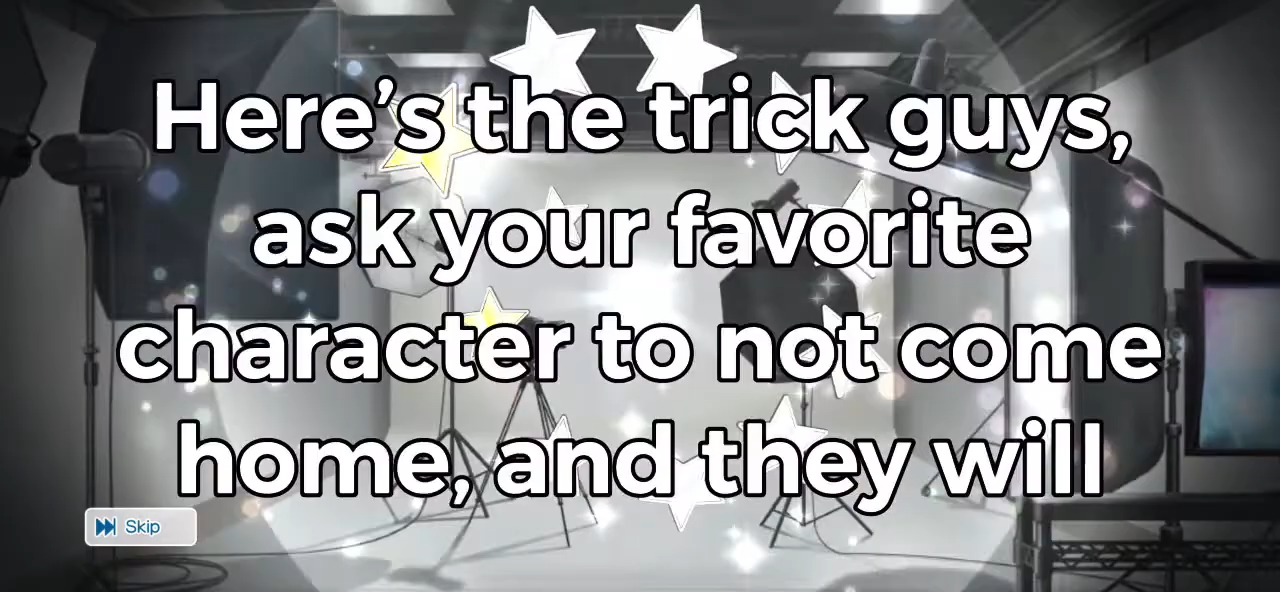 Here’s the trick guys,
ask your favorite
character to not come
home, and they will
Skip